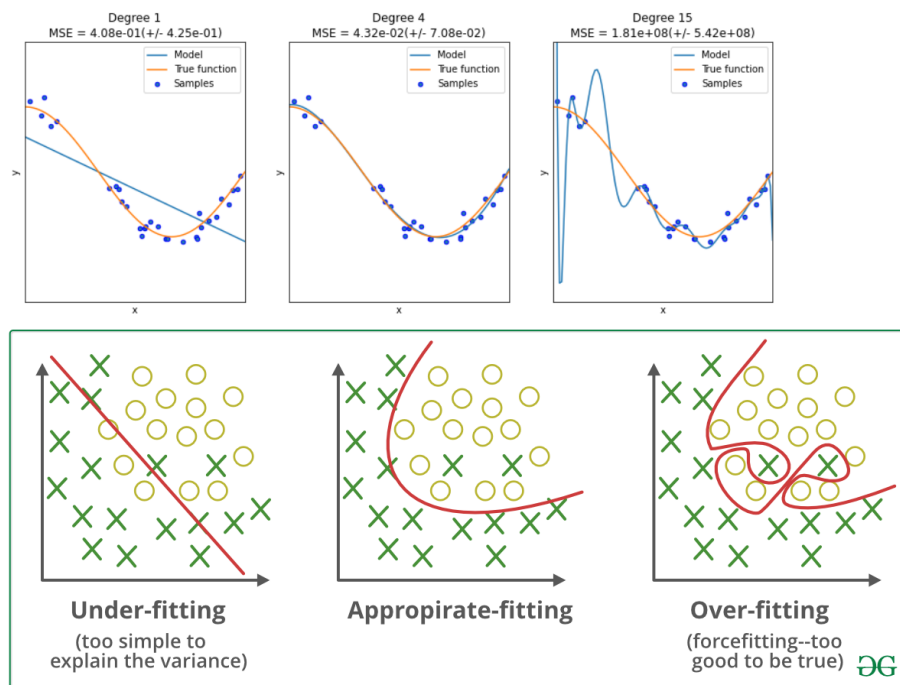 Degree 1
MSE = 4.08e-01(+/- 4.25e-01)
Model
True function
Samples
y
x
Degree 4
MSE = 4.32e-02(+/- 7.08e-02)
Model
True function
Samples
y
x
Degree 15
MSE = 1.81e+08(+/- 5.42e+08)
Model
True function
Samples
y
x
Under-fitting
(too simple to
explain the variance)
Appropirate-fitting
Over-fitting
(forcefitting--too
good to be true)